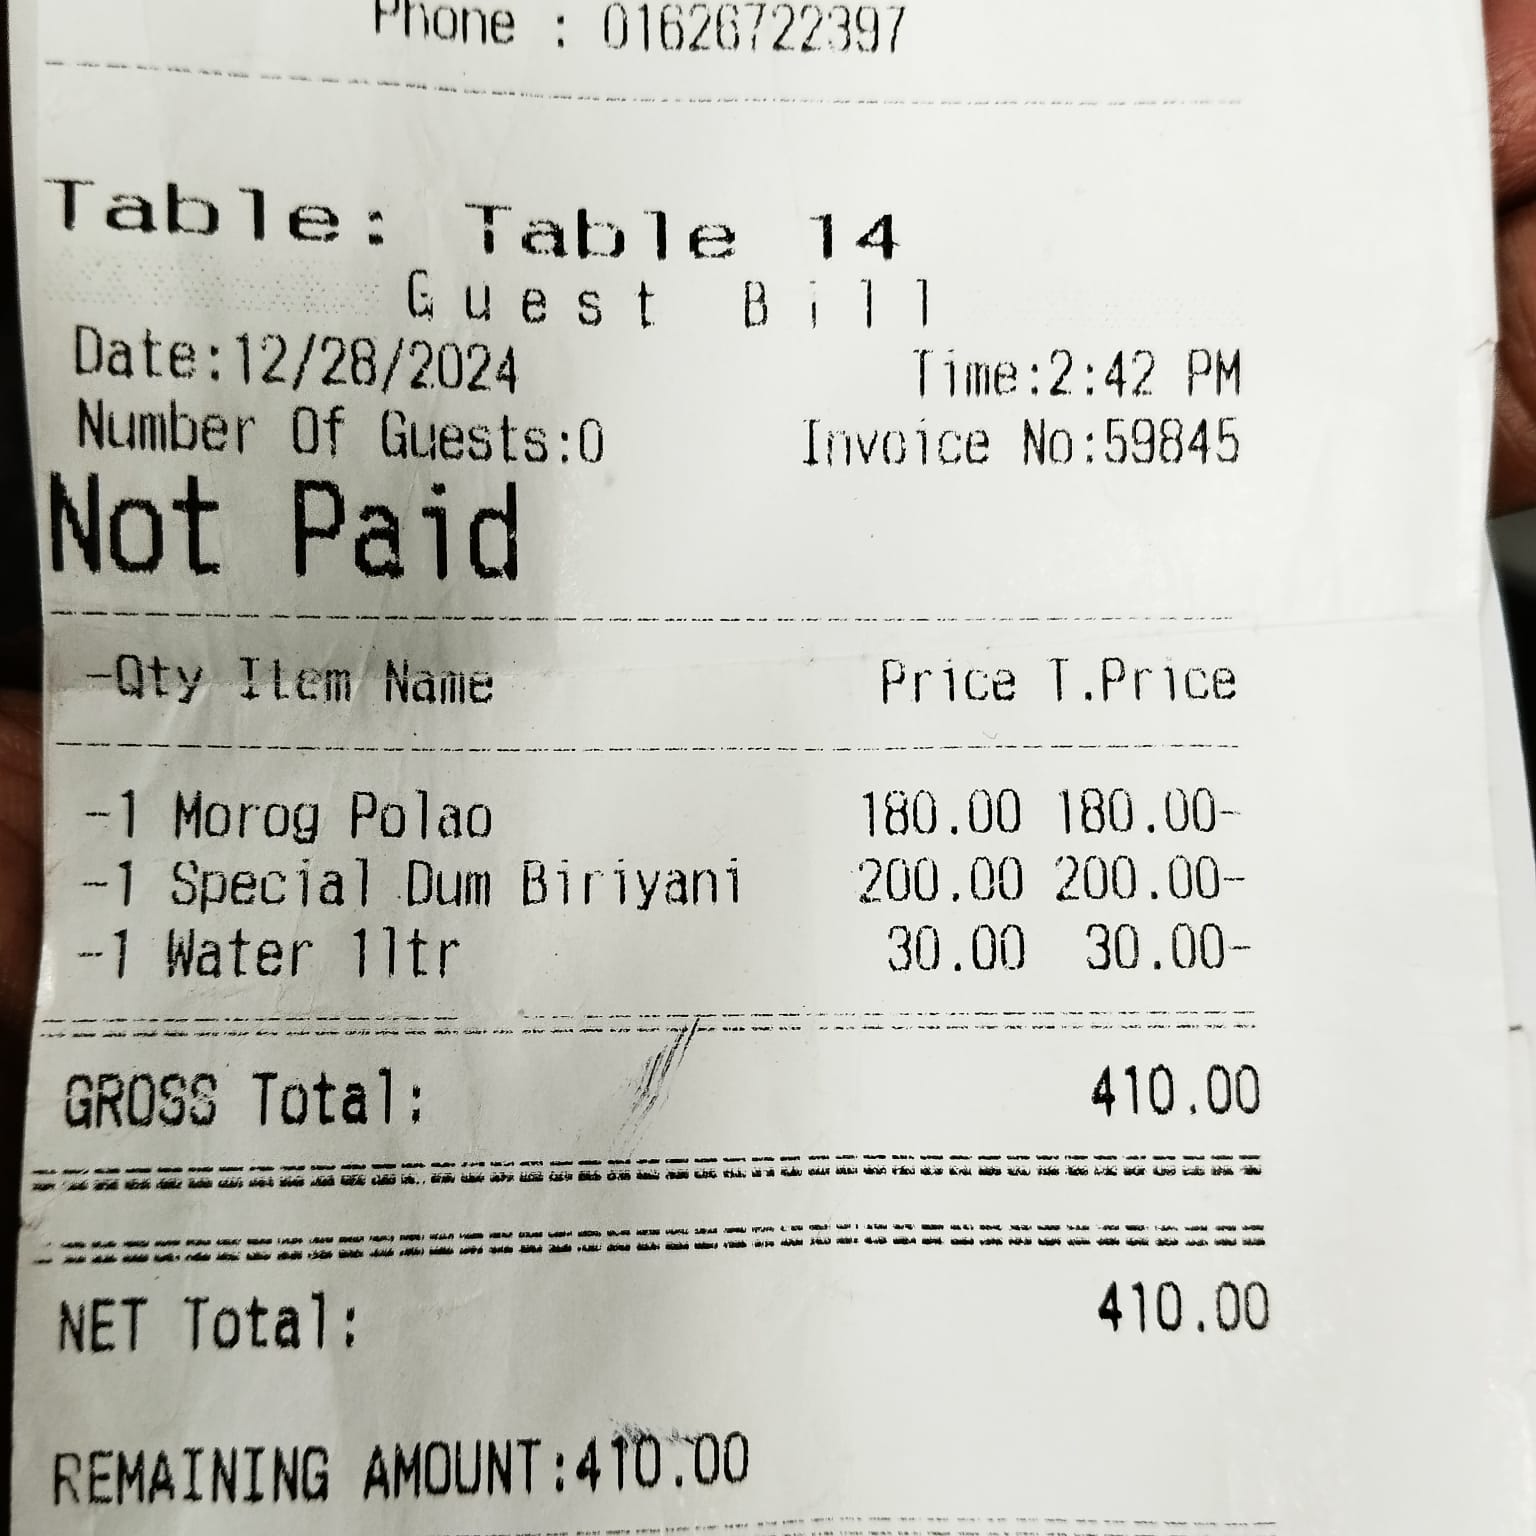 Phone : 01626722397
Table: Table 14
Guest Bill
Date:12/28/2024 Time:2:42 PM
Number Of Guests:0 Invoice No:59845
Not Paid
-Qty Item Name Price T.Price
-1 Morog Polao 180.00 180.00-
-1 Special Dum Biriyani 200.00 200.00-
-1 Water 1ltr 30.00 30.00-
GROSS Total: 410.00
NET Total: 410.00
REMAINING AMOUNT:410.00